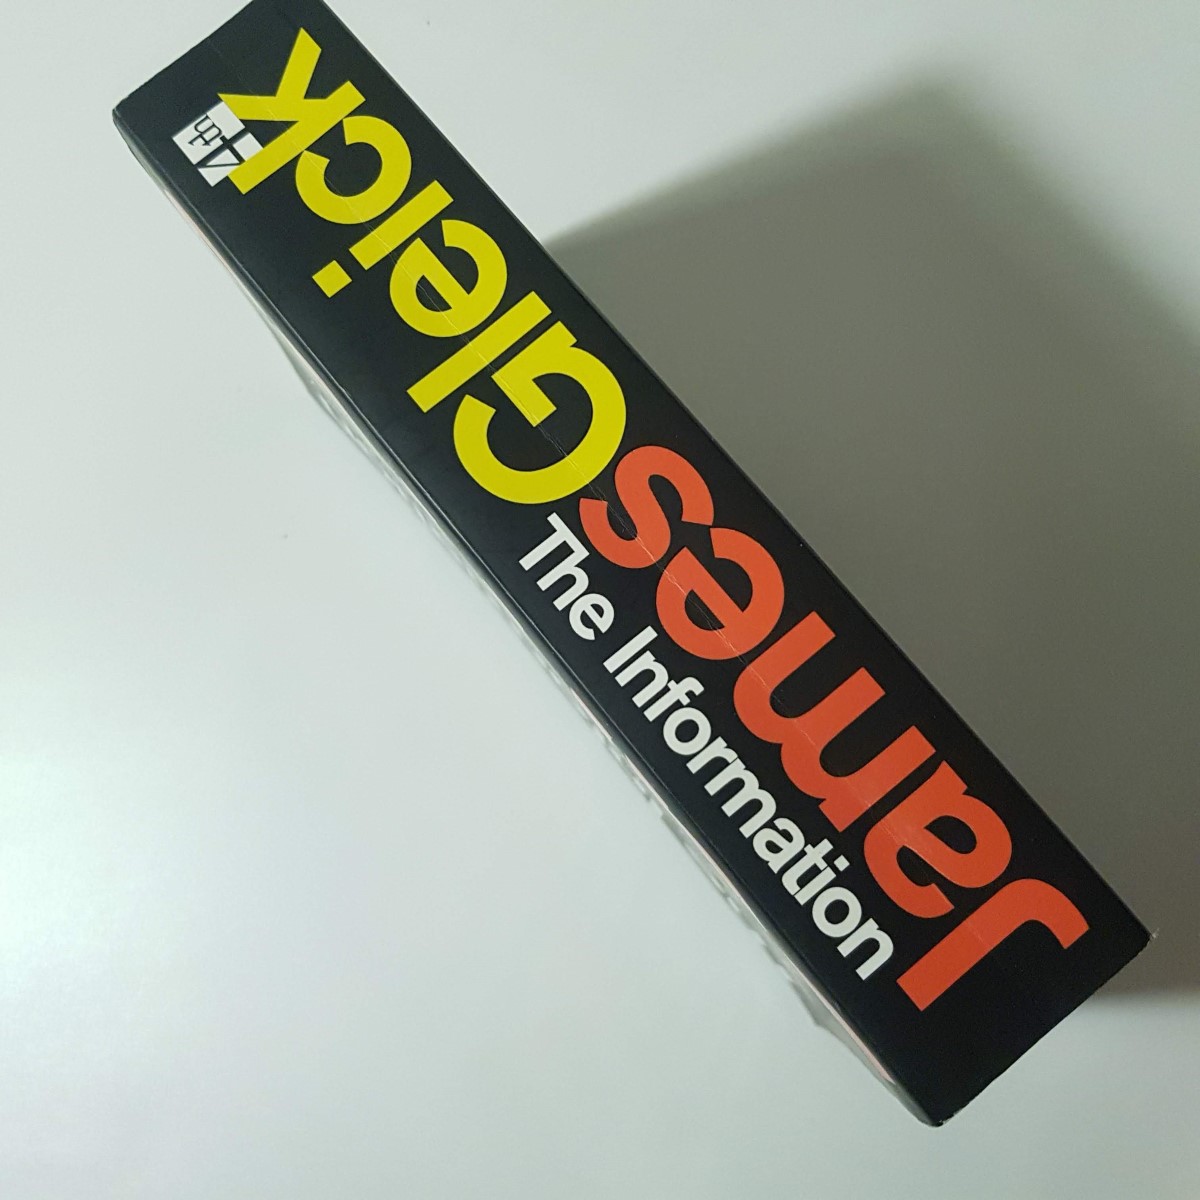 James Gleick
The Information
4th